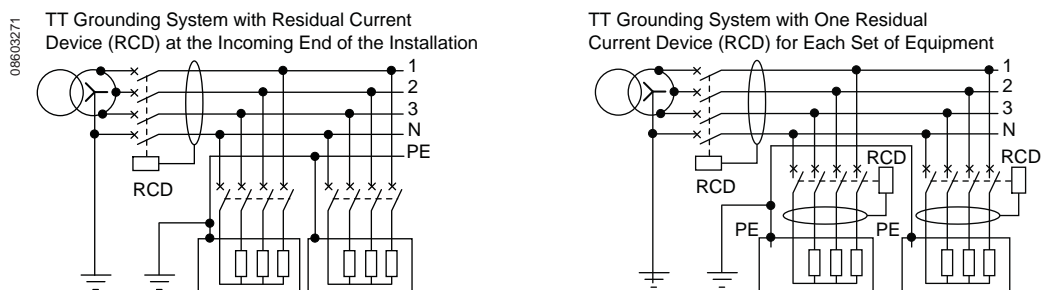 08603271
TT Grounding System with Residual Current
Device (RCD) at the Incoming End of the Installation
1
2
3
N
PE
RCD
TT Grounding System with One Residual
Current Device (RCD) for Each Set of Equipment
1
2
3
N
RCD
RCD
RCD
PE
PE